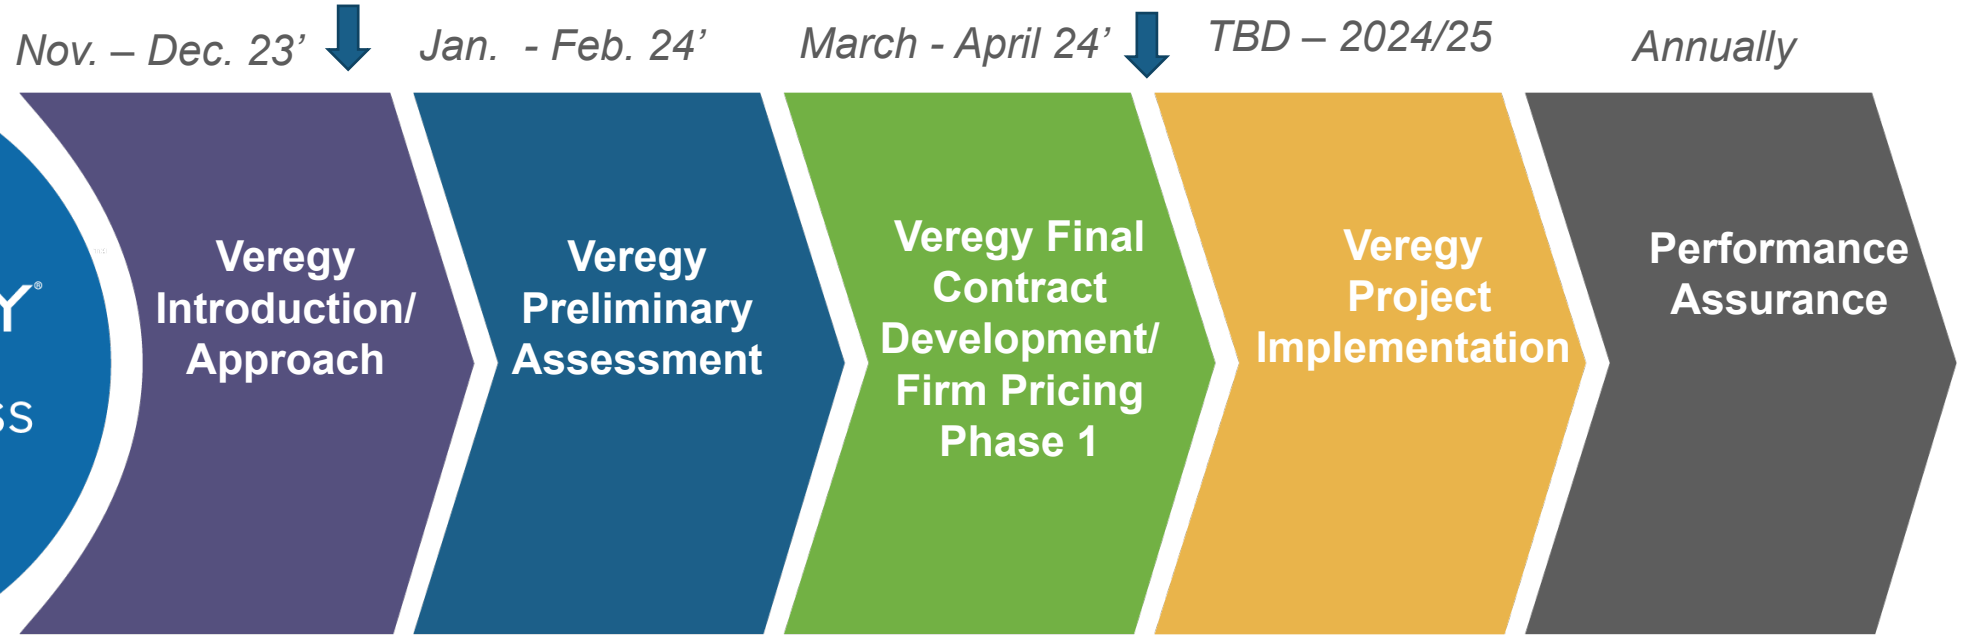 Nov. – Dec. 23’
Jan. - Feb. 24’
March - April 24’
TBD – 2024/25
Annually
Y®
SS
Veregy
Introduction/
Approach
Veregy
Preliminary
Assessment
Veregy Final
Contract
Development/
Firm Pricing
Phase 1
Veregy
Project
Implementation
Performance
Assurance